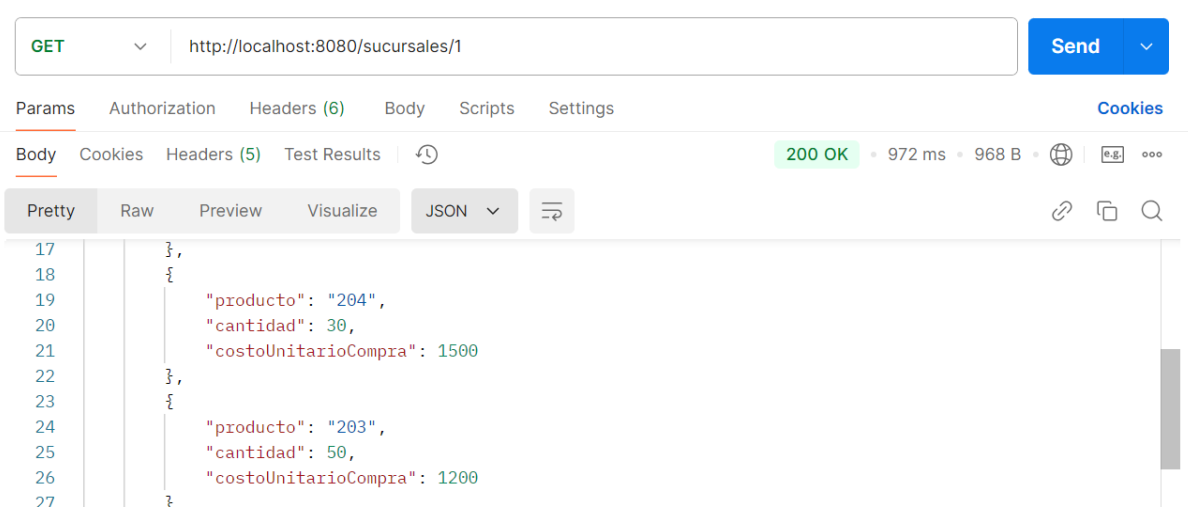 GET http://localhost:8080/sucursales/1 Send
Params Authorization Headers (6) Body Scripts Settings Cookies
Body Cookies Headers (5) Test Results 200 OK • 972 ms • 968 B • e.g.
Pretty Raw Preview Visualize JSON
17 },
18 {
19 "producto": "204",
20 "cantidad": 30,
21 "costoUnitarioCompra": 1500
22 },
23 {
24 "producto": "203",
25 "cantidad": 50,
26 "costoUnitarioCompra": 1200
27 }